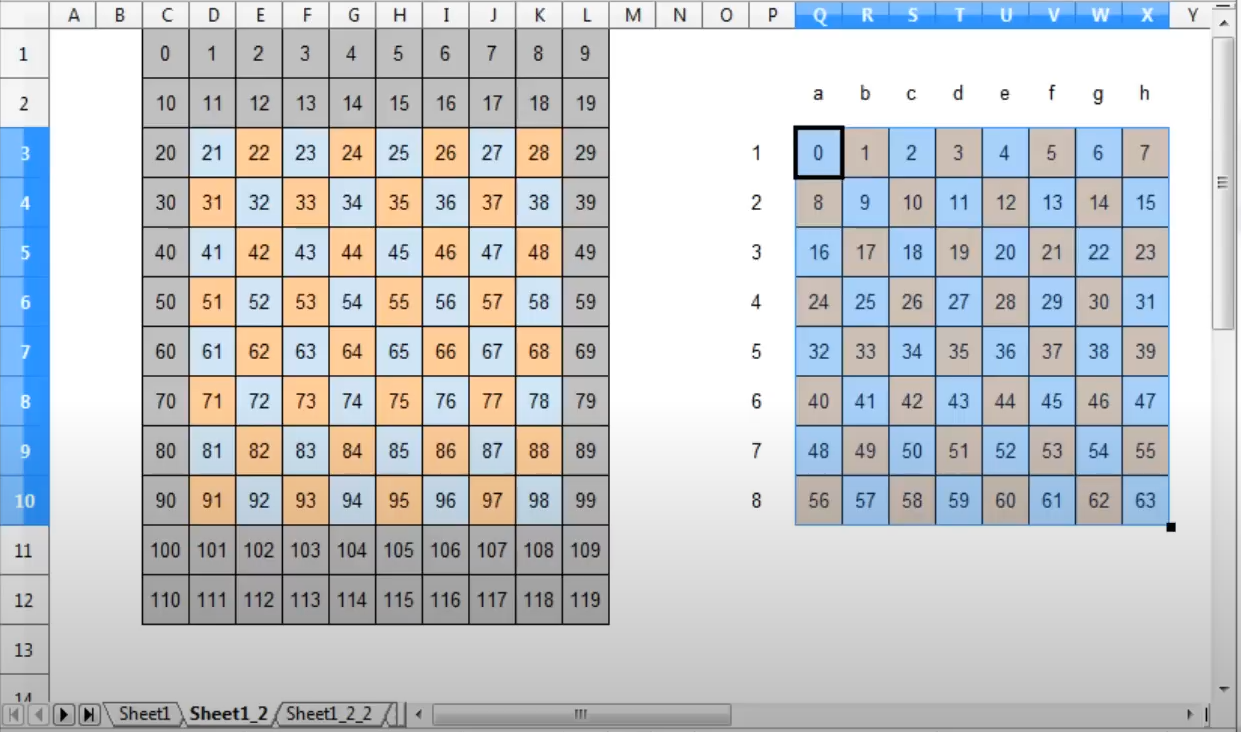 A B C D E F G H I J K L M N O P Q R S T U V W X Y
1 0 1 2 3 4 5 6 7 8 9
2 10 11 12 13 14 15 16 17 18 19 a b c d e f g h
3 20 21 22 23 24 25 26 27 28 29 1 0 1 2 3 4 5 6 7
4 30 31 32 33 34 35 36 37 38 39 2 8 9 10 11 12 13 14 15
5 40 41 42 43 44 45 46 47 48 49 3 16 17 18 19 20 21 22 23
6 50 51 52 53 54 55 56 57 58 59 4 24 25 26 27 28 29 30 31
7 60 61 62 63 64 65 66 67 68 69 5 32 33 34 35 36 37 38 39
8 70 71 72 73 74 75 76 77 78 79 6 40 41 42 43 44 45 46 47
9 80 81 82 83 84 85 86 87 88 89 7 48 49 50 51 52 53 54 55
10 90 91 92 93 94 95 96 97 98 99 8 56 57 58 59 60 61 62 63
11 100 101 102 103 104 105 106 107 108 109
12 110 111 112 113 114 115 116 117 118 119
13
14
Sheet1 Sheet1_2 Sheet1_2_2